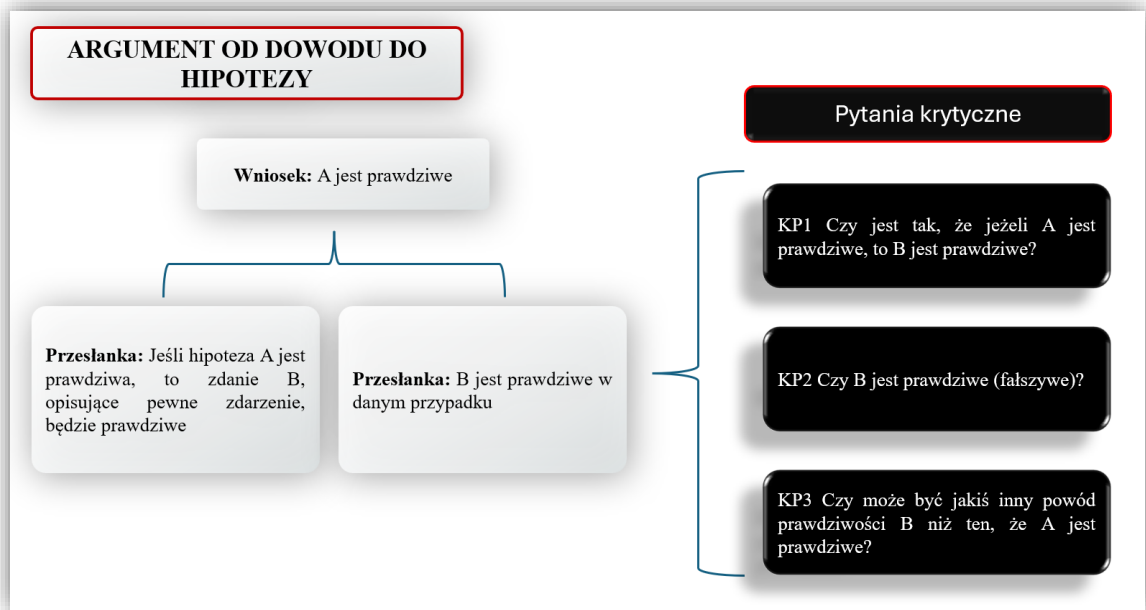 ARGUMENT OD DOWODU DO
HIPOTEZY
Wniosek: A jest prawdziwe
Przesłanka: Jeśli hipoteza A jest
prawdziwa, to zdanie B,
opisujące pewne zdarzenie,
będzie prawdziwe
Przesłanka: B jest prawdziwe w
danym przypadku
Pytania krytyczne
KP1 Czy jest tak, że jeżeli A jest
prawdziwe, to B jest prawdziwe?
KP2 Czy B jest prawdziwe (fałszywe)?
KP3 Czy może być jakiś inny powód
prawdziwości B niż ten, że A jest
prawdziwe?